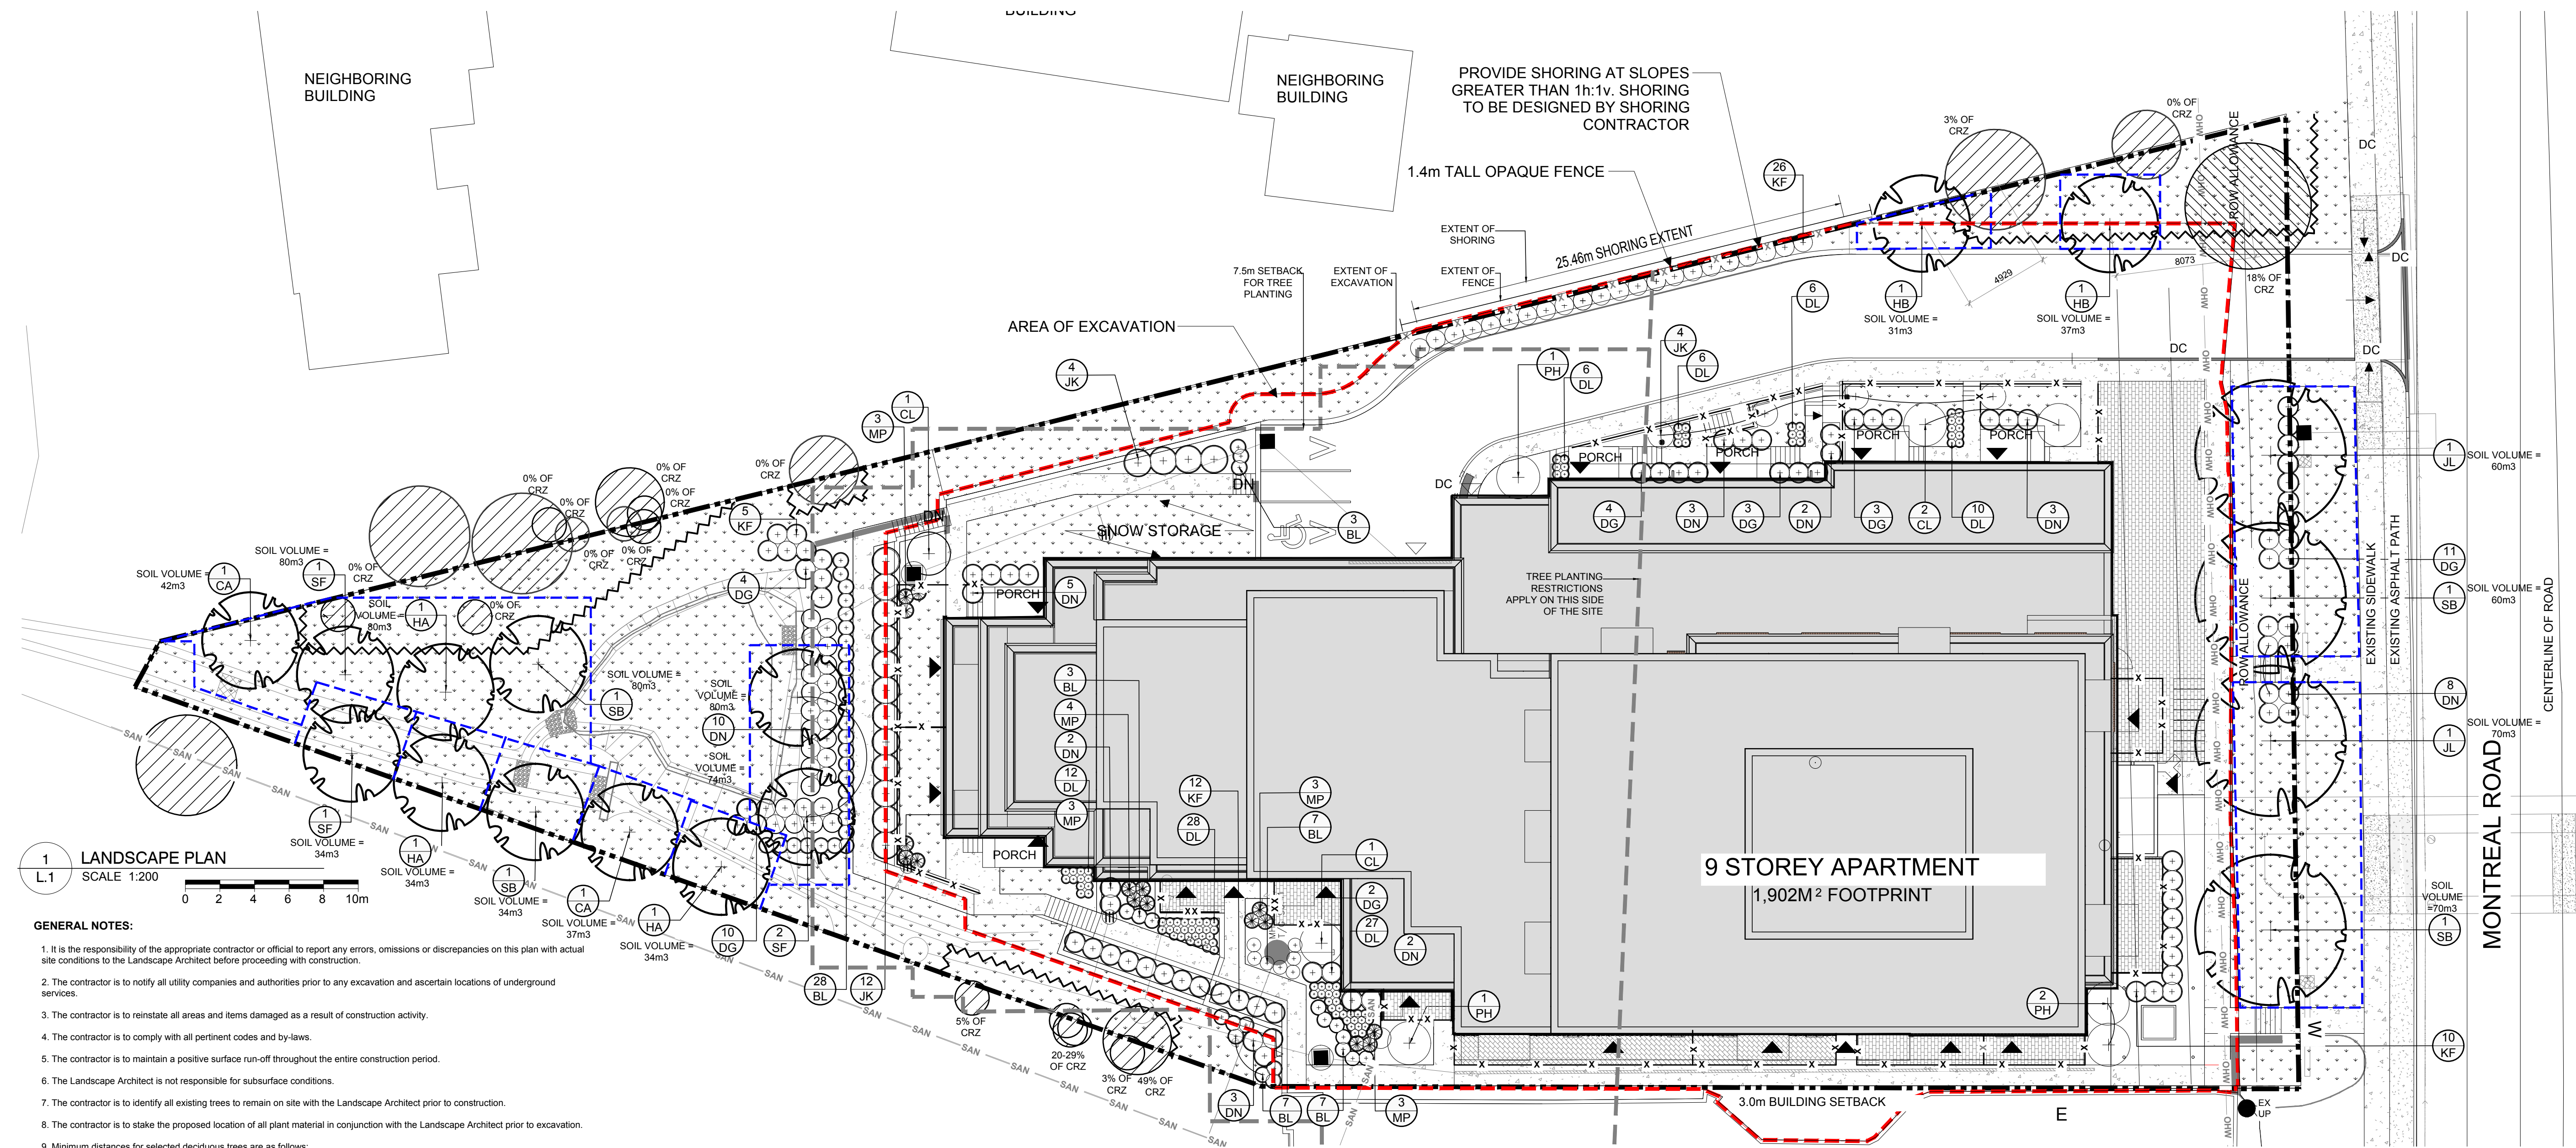 BUILDING
NEIGHBORING
BUILDING
NEIGHBORING
BUILDING
PROVIDE SHORING AT SLOPES
GREATER THAN 1h:1v. SHORING
TO BE DESIGNED BY SHORING
CONTRACTOR
1.4m TALL OPAQUE FENCE
26
KF
3% OF
CRZ
0% OF
CRZ
OHW
ROW ALLOWANCE
DC
EXTENT OF
SHORING
25.46m SHORING EXTENT
7.5m SETBACK
FOR TREE
PLANTING
EXTENT OF
EXCAVATION
EXTENT OF
FENCE
AREA OF EXCAVATION
6
DL
1
HB
SOIL VOLUME =
31m3
4929
1
HB
SOIL VOLUME =
37m3
8073
18% OF
CRZ
DC
DC
DC
4
JK
1
PH
6
DL
4
JK
6
DL
1
CL
3
MP
PORCH
PORCH
PORCH
PORCH
DC
DN
DN
SNOW STORAGE
3
BL
4
DG
3
DN
3
DG
2
DN
3
DG
2
CL
10
DL
3
DN
1
JL
SOIL VOLUME =
60m3
11
DG
1
SB
SOIL VOLUME =
60m3
8
DN
SOIL VOLUME =
70m3
1
JL
SOIL
VOLUME
=70m3
1
SB
10
KF
EXISTING SIDEWALK
EXISTING ASPHALT PATH
CENTERLINE OF ROAD
MONTREAL ROAD
ROW ALLOWANCE
0% OF
CRZ
0% OF
CRZ
0% OF
CRZ
0% OF
CRZ
0% OF
CRZ
0% OF
CRZ
0% OF
CRZ
0% OF
CRZ
0% OF
CRZ
5
KF
SOIL VOLUME =
80m3
SOIL VOLUME =
42m3
1
CA
1
SF
SOIL
VOLUME =
80m3
1
HA
4
DG
5
DN
PORCH
TREE PLANTING
RESTRICTIONS
APPLY ON THIS SIDE
OF THE SITE
SOIL VOLUME =
80m3
1
SB
SOIL
VOLUME =
80m3
10
DN
SOIL
VOLUME =
74m3
3
BL
4
MP
2
DN
12
DL
3
MP
12
KF
28
DL
3
MP
7
BL
1
CL
2
DG
27
DL
2
DN
1
PH
2
PH
PORCH
9 STOREY APARTMENT
1,902M² FOOTPRINT
SAN
1
SF
SOIL VOLUME =
34m3
1
HA
SOIL VOLUME =
34m3
1
SB
SOIL VOLUME =
34m3
1
CA
SOIL VOLUME =
37m3
1
HA
SOIL VOLUME =
34m3
10
DG
2
SF
28
BL
12
JK
5% OF
CRZ
20-29%
OF CRZ
3% OF
CRZ
49% OF
CRZ
3
DN
7
BL
7
BL
3
MP
3.0m BUILDING SETBACK
E
W
EX
UP
1
L.1
LANDSCAPE PLAN
SCALE 1:200
0 2 4 6 8 10m
GENERAL NOTES:
1. It is the responsibility of the appropriate contractor or official to report any errors, omissions or discrepancies on this plan with actual
site conditions to the Landscape Architect before proceeding with construction.
2. The contractor is to notify all utility companies and authorities prior to any excavation and ascertain locations of underground
services.
3. The contractor is to reinstate all areas and items damaged as a result of construction activity.
4. The contractor is to comply with all pertinent codes and by-laws.
5. The contractor is to maintain a positive surface run-off throughout the entire construction period.
6. The Landscape Architect is not responsible for subsurface conditions.
7. The contractor is to identify all existing trees to remain on site with the Landscape Architect prior to construction.
8. The contractor is to stake the proposed location of all plant material in conjunction with the Landscape Architect prior to excavation.
9. Minimum distances for selected deciduous trees are as follows: